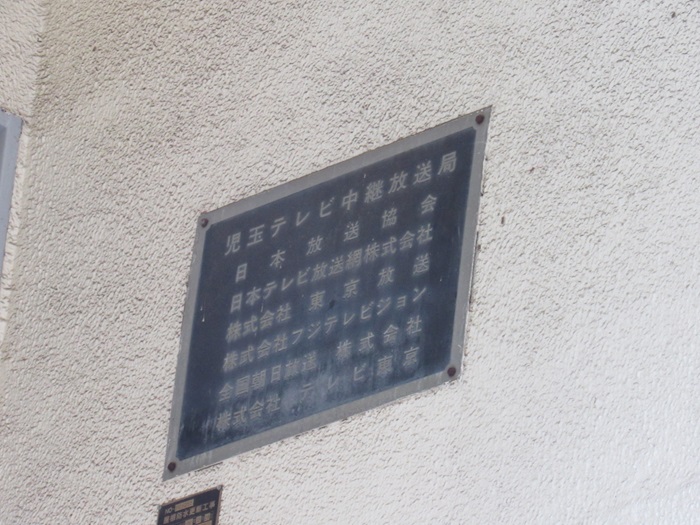 児玉テレビ中継放送局
日本放送協会
日本テレビ放送網株式会社
株式会社 東京放送
株式会社フジテレビジョン
全国朝日放送 株式会社
株式会社 テレビ東京